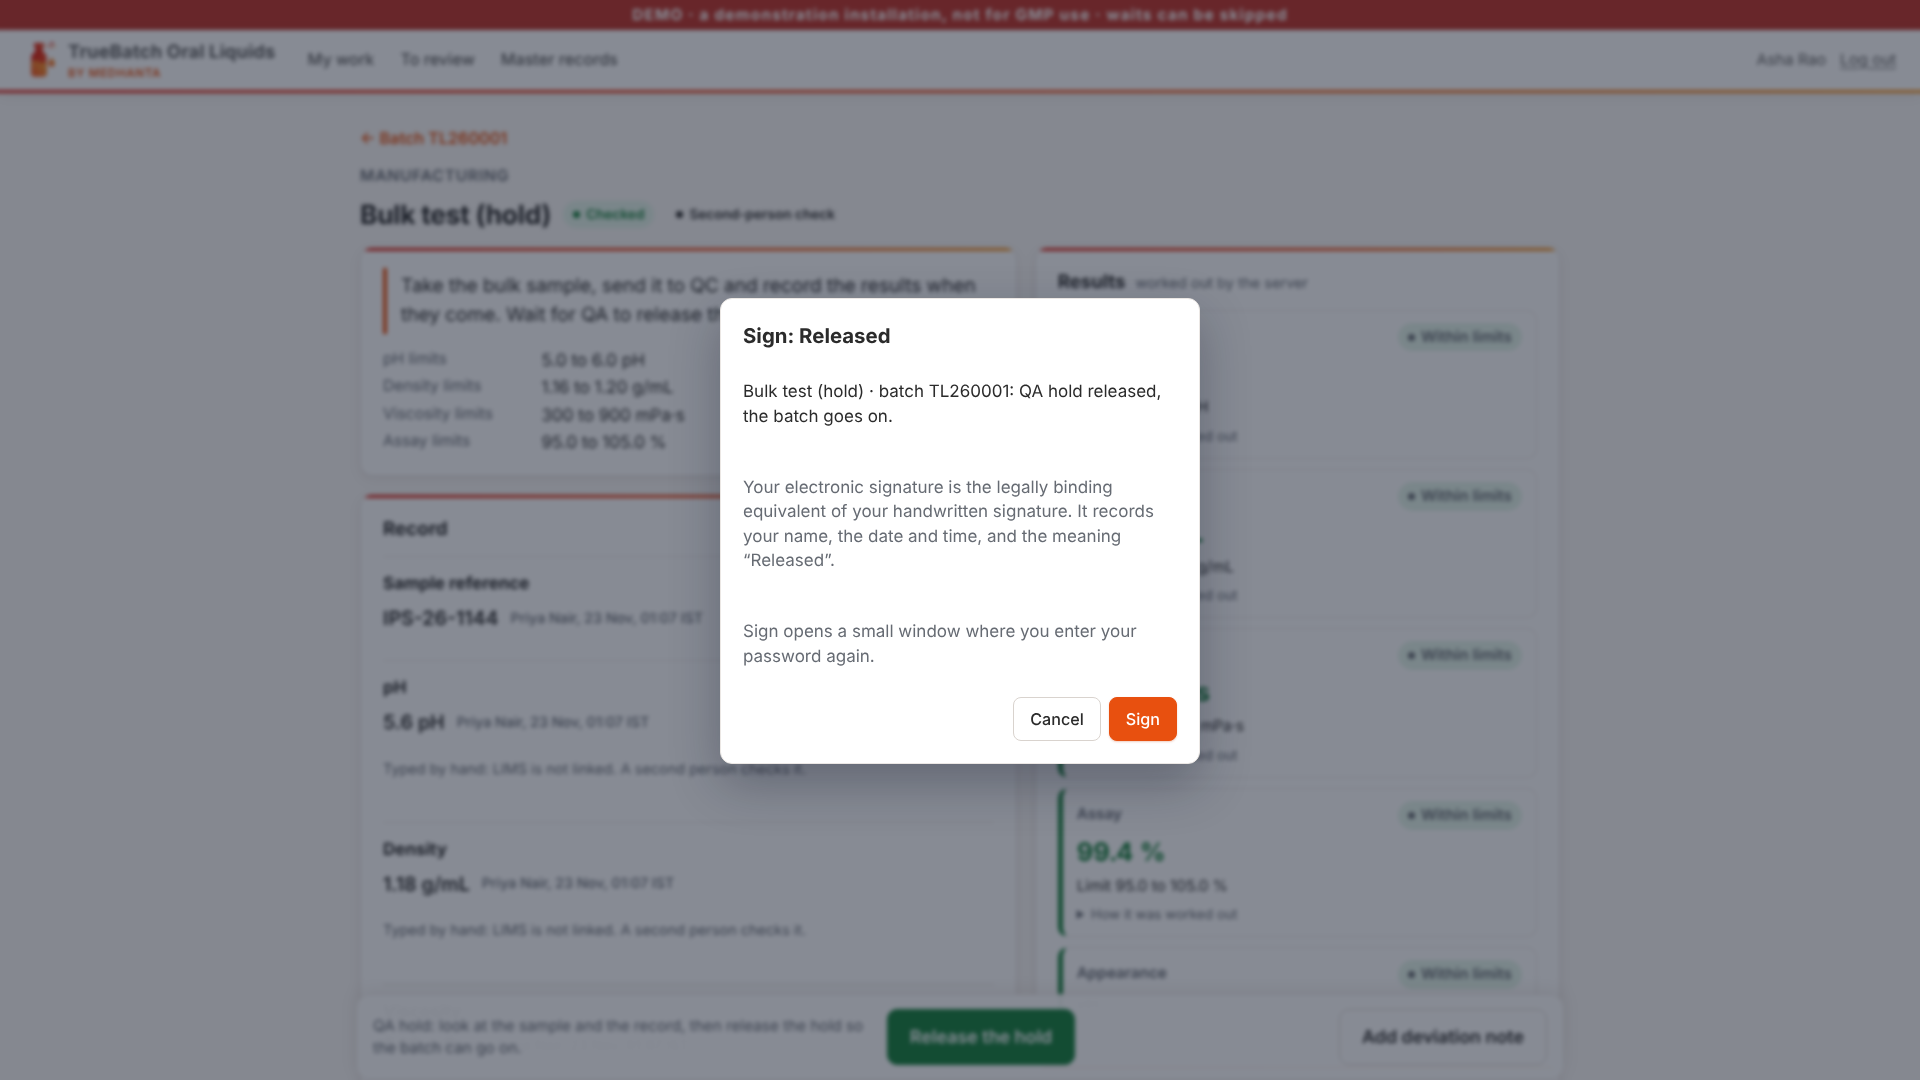 DEMO · a demonstration installation, not for GMP use · waits can be skipped
TrueBatch Oral Liquids
BY MEDHANTA
My work
To review
Master records
Asha Rao
Log out
← Batch TL260001
MANUFACTURING
Bulk test (hold)
Checked
Second-person check
Take the bulk sample, send it to QC and record the results when
they come. Wait for QA to release
pH limits
5.0 to 6.0 pH
Density limits
1.16 to 1.20 g/mL
Viscosity limits
300 to 900 mPa·s
Assay limits
95.0 to 105.0 %
Record
Sample reference
IPS-26-1144
Priya Nair, 23 Nov, 01:07 IST
pH
5.6 pH
Priya Nair, 23 Nov, 01:07 IST
Typed by hand: LIMS is not linked. A second person checks it.
Density
1.18 g/mL
Priya Nair, 23 Nov, 01:07 IST
Typed by hand: LIMS is not linked. A second person checks it.
Results
worked out by the server
Within limits
out
Within limits
g/mL
out
Within limits
mPa·s
out
Assay
Within limits
99.4 %
Limit 95.0 to 105.0 %
How it was worked out
Appearance
Within limits
Sign: Released
Bulk test (hold) · batch TL260001: QA hold released,
the batch goes on.
Your electronic signature is the legally binding
equivalent of your handwritten signature. It records
your name, the date and time, and the meaning
“Released”.
Sign opens a small window where you enter your
password again.
Cancel
Sign
QA hold: look at the sample and the record, then release the hold so
the batch can go on.
Release the hold
Add deviation note